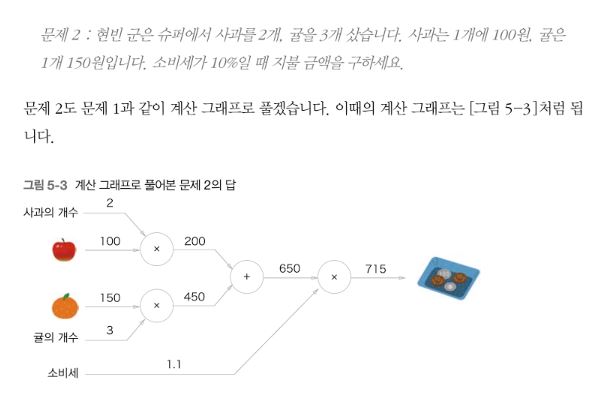 문제 2 : 현빈 군은 슈퍼에서 사과를 2개, 귤을 3개 샀습니다. 사과는 1개에 100원, 귤은
1개 150원입니다. 소비세가 10%일 때 지불 금액을 구하세요.
문제 2도 문제 1과 같이 계산 그래프로 풀겠습니다. 이때의 계산 그래프는 [그림 5-3]처럼 됩
니다.
그림 5-3 계산 그래프로 풀어본 문제 2의 답
사과의 개수 2
100 × 200
+ 650 × 715
150 × 450
귤의 개수 3
소비세 1.1